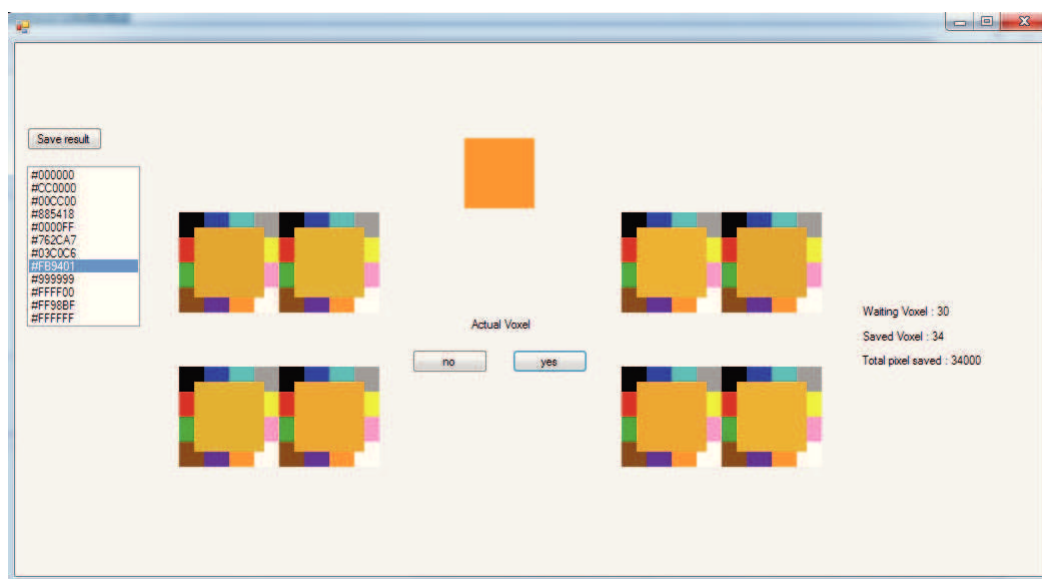 Save result
#000000
#CC0000
#00CC00
#885418
#0000FF
#762CA7
#03C0C6
#FB9401
#999999
#FFFF00
#FF98BF
#FFFFFF
Actual Voxel
no
yes
Waiting Voxel : 30
Saved Voxel : 34
Total pixel saved : 34000